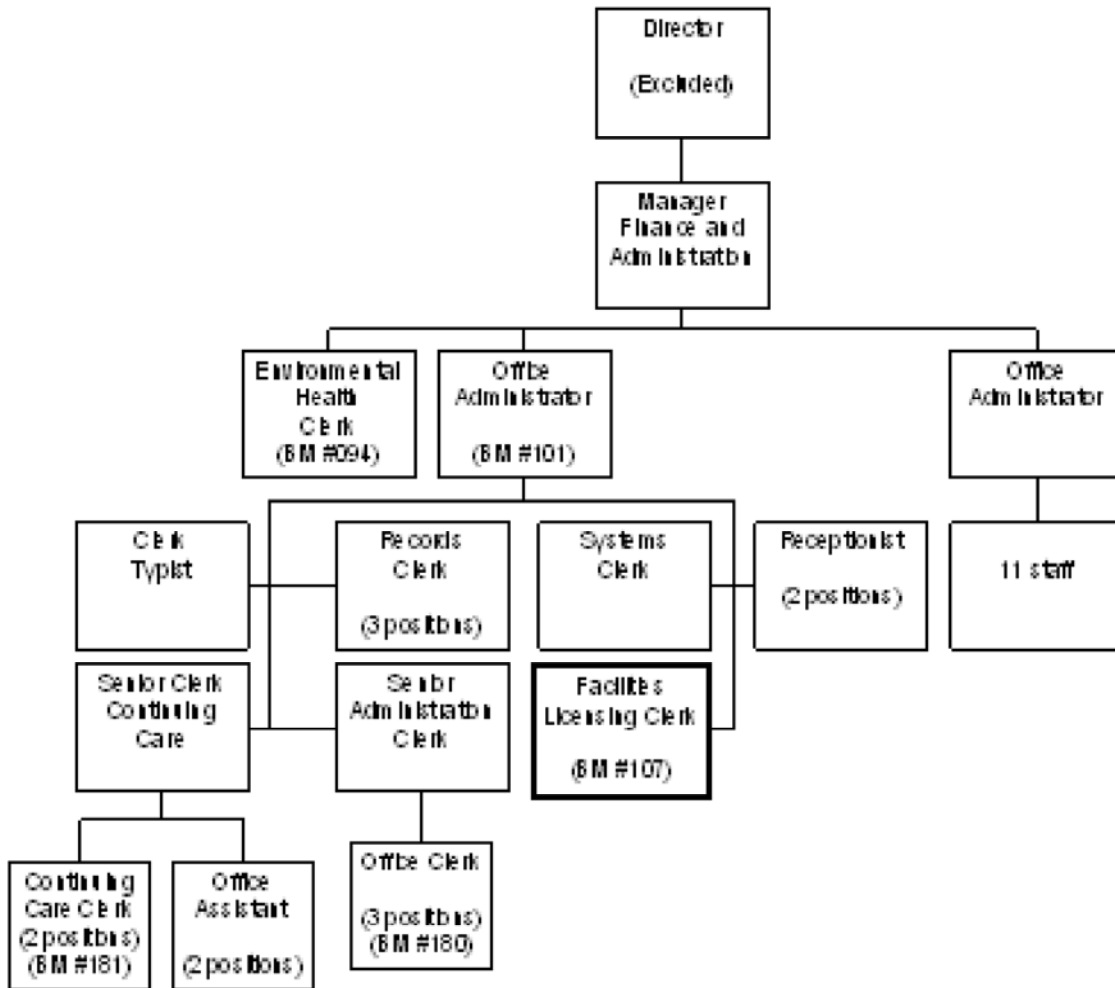 Director
(Excluded)
Manager
Finance and
Administration
Environmental
Health
Clerk
(BM #094)
Office
Administrator
(BM #101)
Office
Administrator
Clerk
Typist
Records
Clerk
(3 positions)
Systems
Clerk
Receptionist
(2 positions)
11 staff
Senior Clerk
Continuing
Care
Senior
Administration
Clerk
Facilites
Licensing Clerk
(BM #107)
Continuing
Care Clerk
(2 positions)
(BM #181)
Office
Assistant
(2 positions)
Office Clerk
(3 positions)
(BM #180)